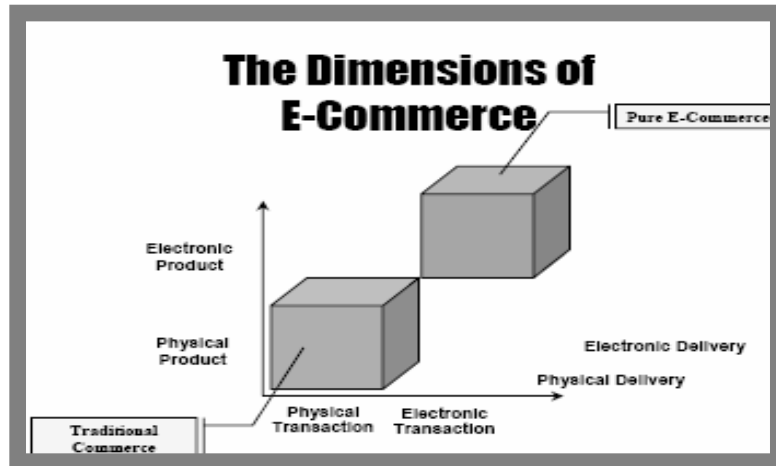 The Dimensions of
E-Commerce
Pure E-Commerce
Electronic
Product
Physical
Product
Electronic Delivery
Physical Delivery
Physical
Transaction
Electronic
Transaction
Traditional
Commerce